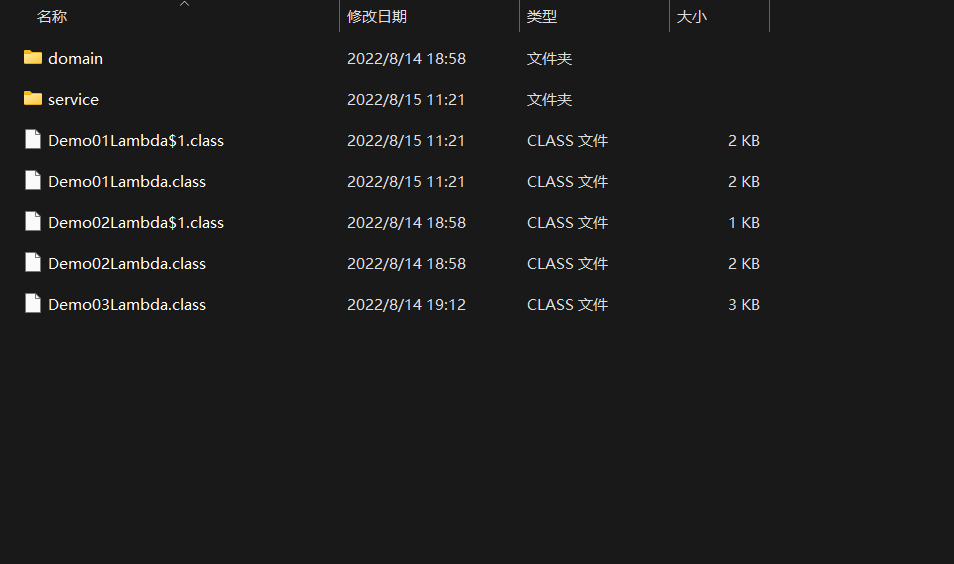 名称 修改日期 类型 大小
domain 2022/8/14 18:58 文件夹
service 2022/8/15 11:21 文件夹
Demo01Lambda$1.class 2022/8/15 11:21 CLASS 文件 2 KB
Demo01Lambda.class 2022/8/15 11:21 CLASS 文件 2 KB
Demo02Lambda$1.class 2022/8/14 18:58 CLASS 文件 1 KB
Demo02Lambda.class 2022/8/14 18:58 CLASS 文件 2 KB
Demo03Lambda.class 2022/8/14 19:12 CLASS 文件 3 KB